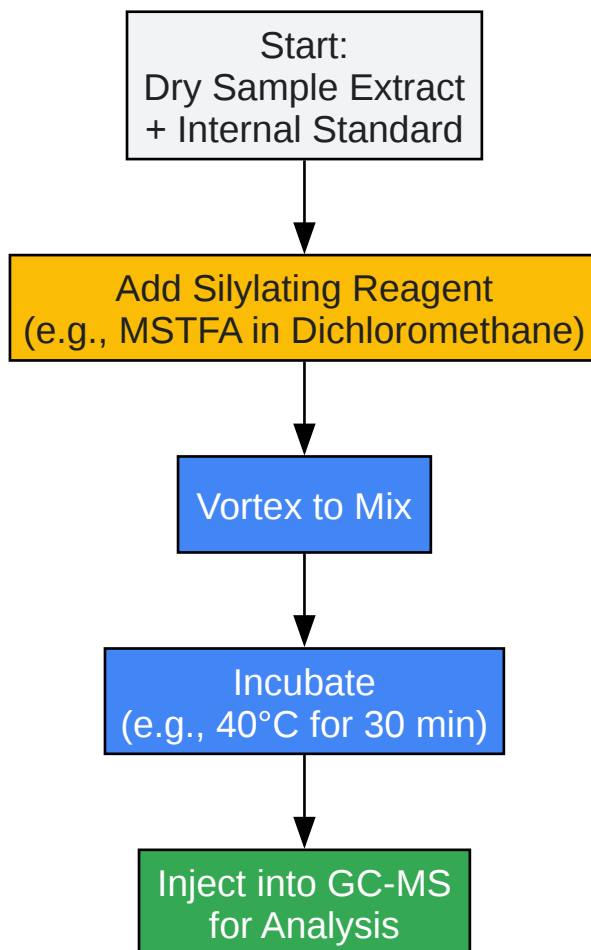 Start:
Dry Sample Extract
+ Internal Standard
Add Silylating Reagent
(e.g., MSTFA in Dichloromethane)
Vortex to Mix
Incubate
(e.g., 40°C for 30 min)
Inject into GC-MS
for Analysis